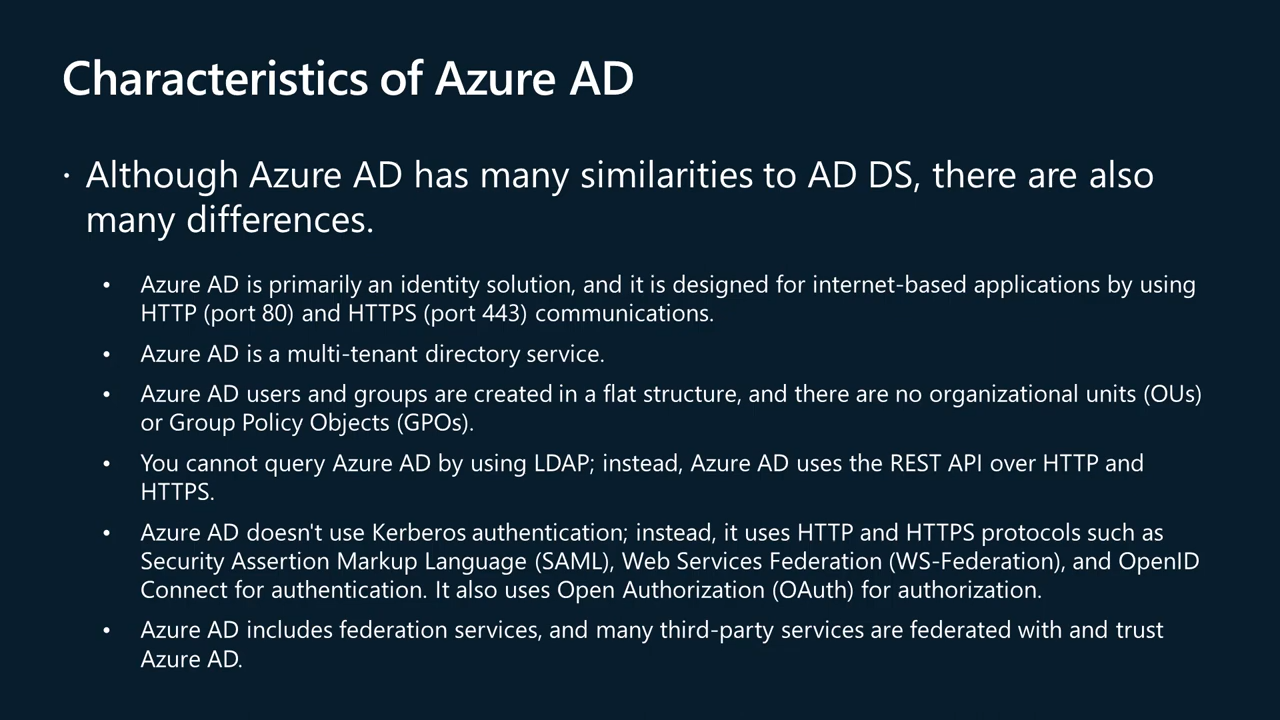 Characteristics of Azure AD
· Although Azure AD has many similarities to AD DS, there are also
many differences.
• Azure AD is primarily an identity solution, and it is designed for internet-based applications by using
HTTP (port 80) and HTTPS (port 443) communications.
• Azure AD is a multi-tenant directory service.
• Azure AD users and groups are created in a flat structure, and there are no organizational units (OUs)
or Group Policy Objects (GPOs).
• You cannot query Azure AD by using LDAP; instead, Azure AD uses the REST API over HTTP and
HTTPS.
• Azure AD doesn't use Kerberos authentication; instead, it uses HTTP and HTTPS protocols such as
Security Assertion Markup Language (SAML), Web Services Federation (WS-Federation), and OpenID
Connect for authentication. It also uses Open Authorization (OAuth) for authorization.
• Azure AD includes federation services, and many third-party services are federated with and trust
Azure AD.